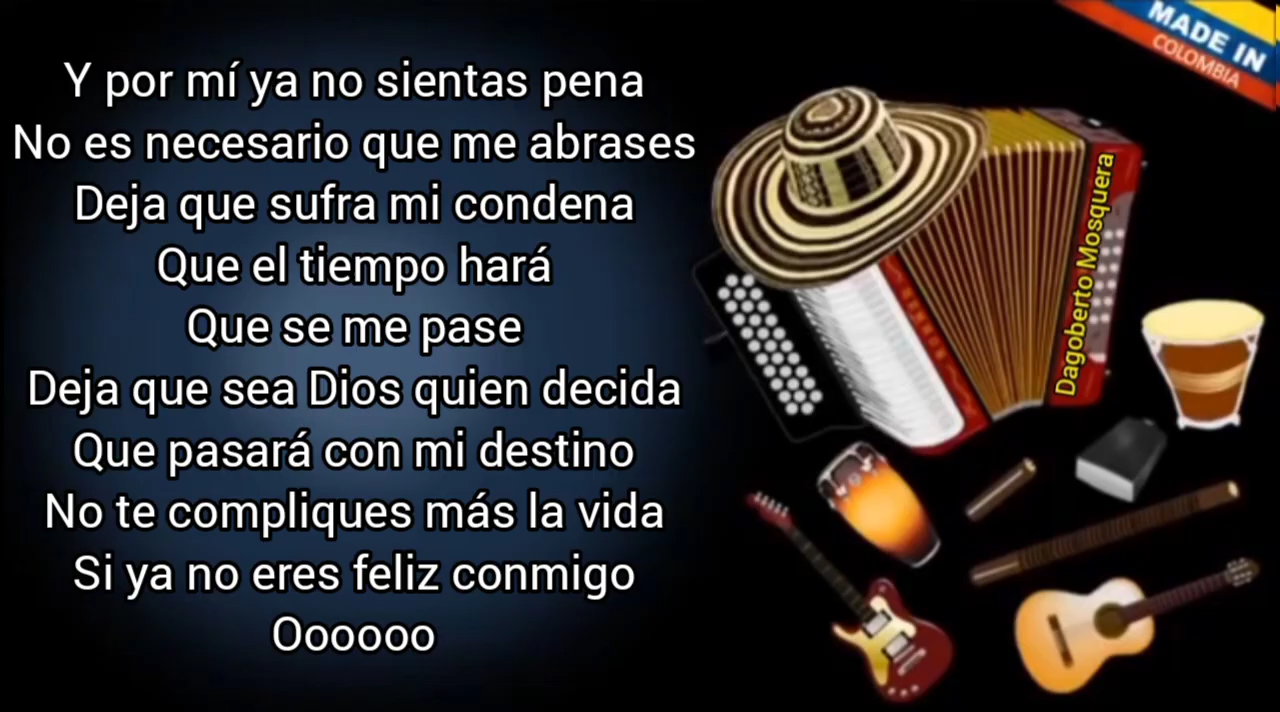 Y por mí ya no sientas pena
No es necesario que me abrases
Deja que sufra mi condena
Que el tiempo hará
Que se me pase
Deja que sea Dios quien decida
Que pasará con mi destino
No te compliques más la vida
Si ya no eres feliz conmigo
Oooooo
MADE IN
COLOMBIA
Dagoberto Mosquera